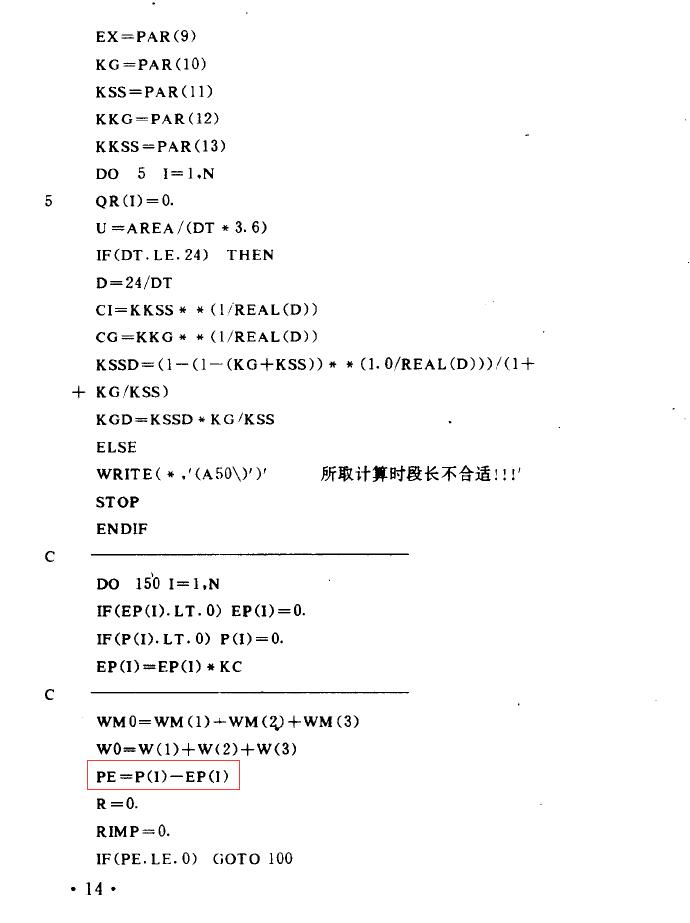 EX=PAR(9)
KG=PAR(10)
KSS=PAR(11)
KKG=PAR(12)
KKSS=PAR(13)
DO 5 I=1,N
5 QR(I)=0.
U=AREA/(DT*3.6)
IF(DT.LE.24) THEN
D=24/DT
CI=KKSS**(1/REAL(D))
CG=KKG**(1/REAL(D))
KSSD=(1-(1-(KG+KSS))**(1.0/REAL(D)))/(1+
+ KG/KSS)
KGD=KSSD*KG/KSS
ELSE
WRITE(*,'(A50\)')' 所取计算时段长不合适!!!'
STOP
ENDIF
C
DO 150 I=1,N
IF(EP(I).LT.0) EP(I)=0.
IF(P(I).LT.0) P(I)=0.
EP(I)=EP(I)*KC
C
WM0=WM(1)+WM(2)+WM(3)
W0=W(1)+W(2)+W(3)
PE=P(I)-EP(I)
R=0.
RIMP=0.
IF(PE.LE.0) GOTO 100
·14·